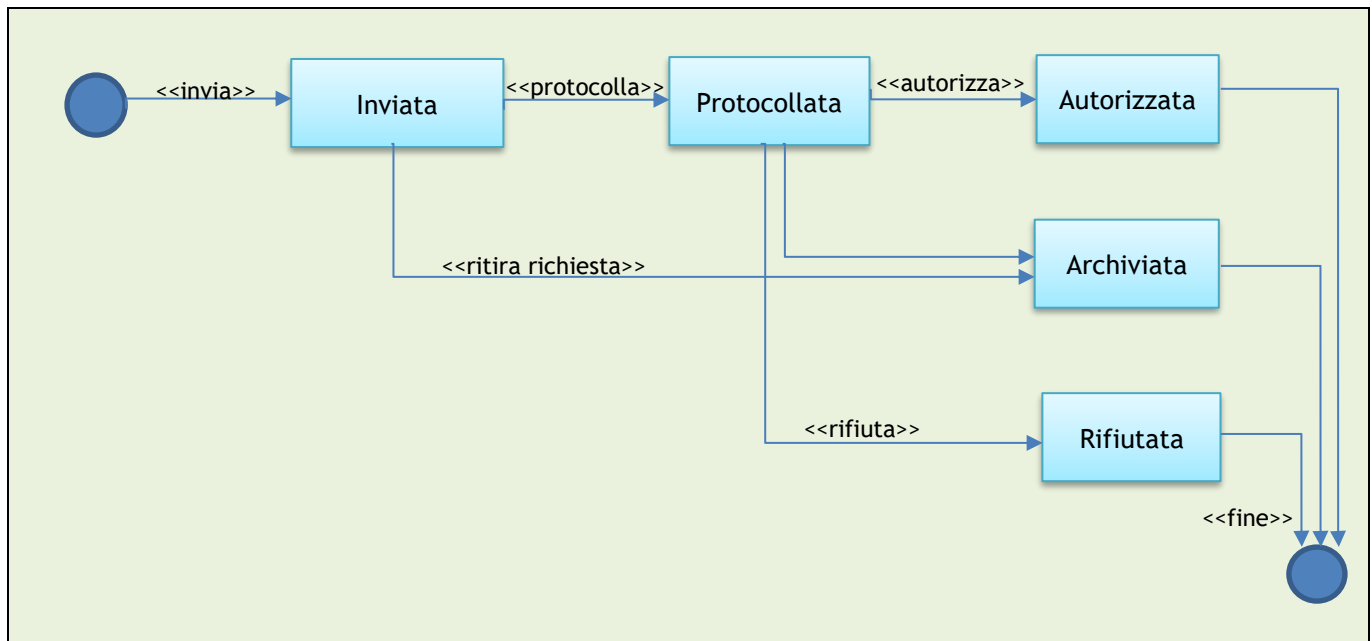 <<invia>>
Inviata
<<protocolla>>
Protocollata
<<autorizza>>
Autorizzata
<<ritira richiesta>>
Archiviata
<<rifiuta>>
Rifiutata
<<fine>>